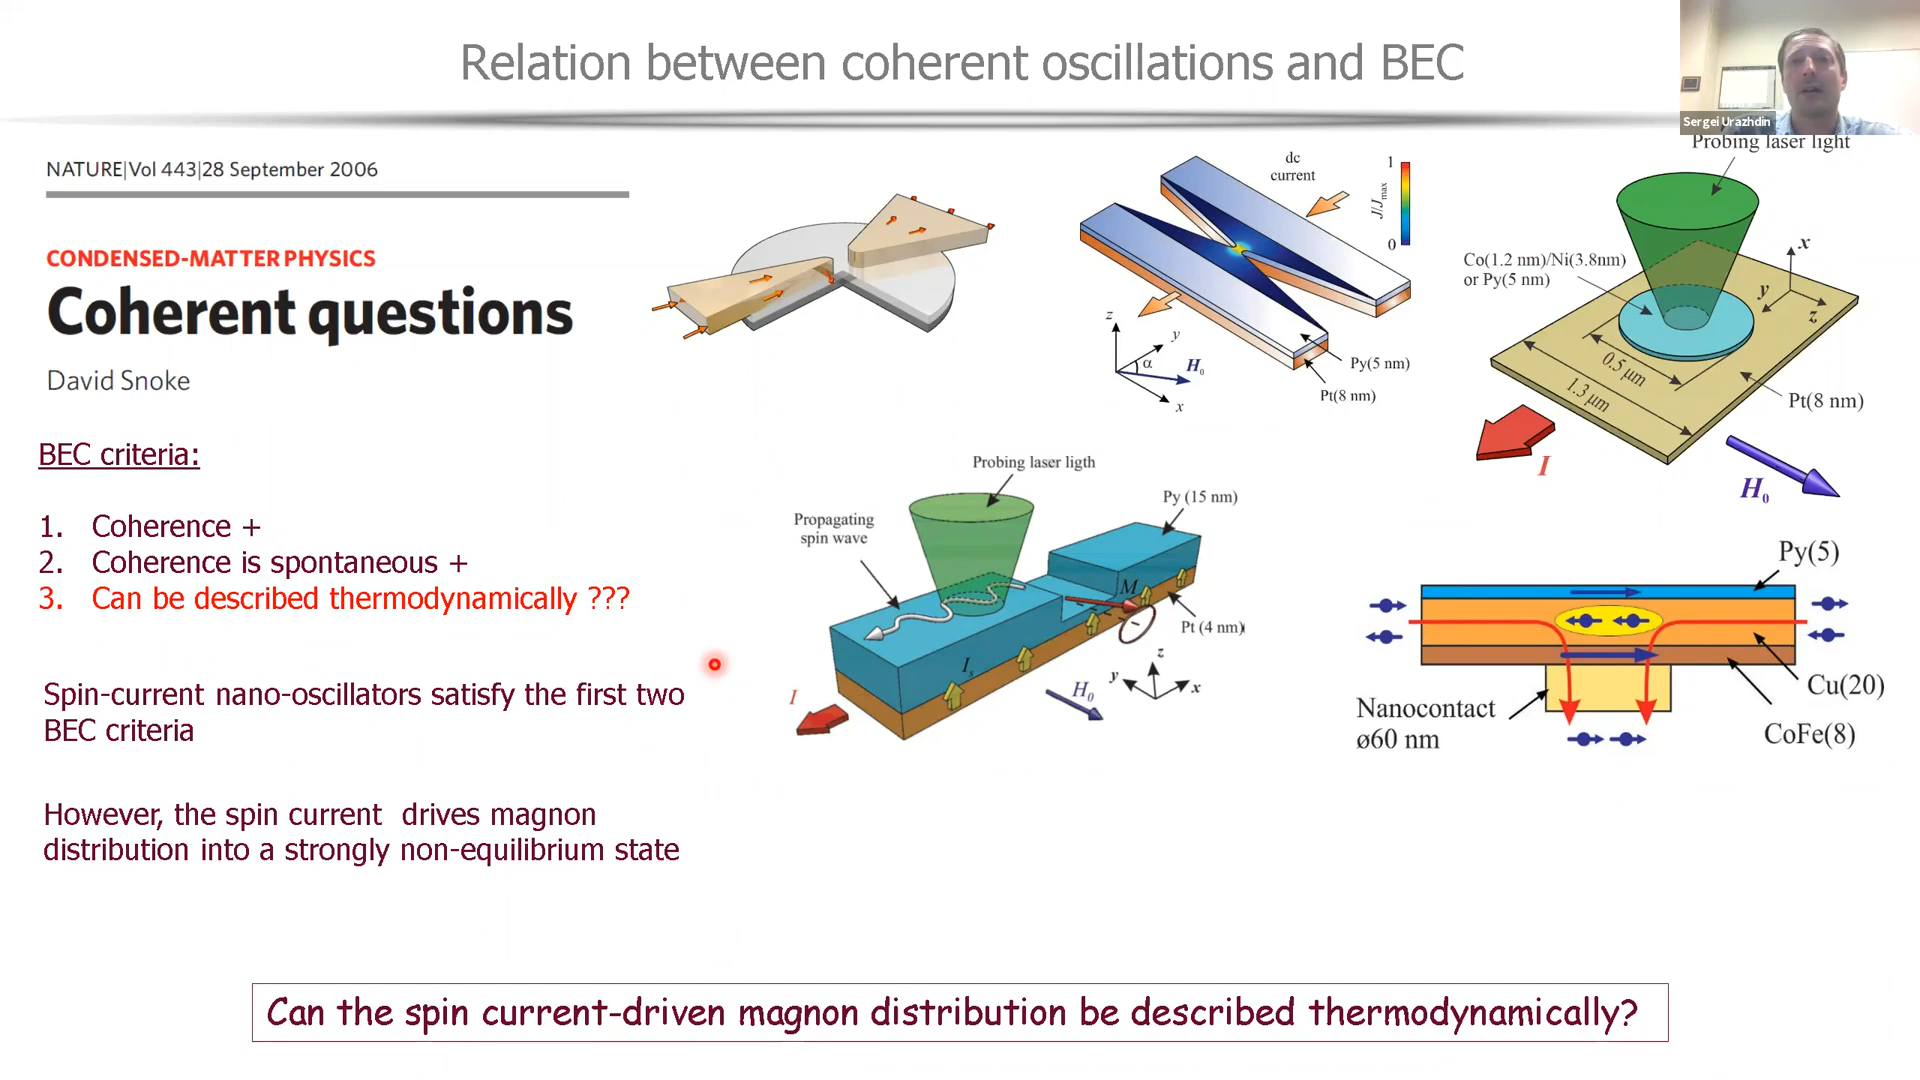 Relation between coherent oscillations and BEC
Sergei Urazhdin
NATURE|Vol 443|28 September 2006
CONDENSED-MATTER PHYSICS
Coherent questions
David Snoke
BEC criteria:
1. Coherence +
2. Coherence is spontaneous +
3. Can be described thermodynamically ???
Spin-current nano-oscillators satisfy the first two
BEC criteria
However, the spin current drives magnon
distribution into a strongly non-equilibrium state
dc
current
1
J/Jmax
0
z
y
α
H0
x
Py(5 nm)
Pt(8 nm)
Probing laser light
Co(1.2 nm)/Ni(3.8nm)
or Py(5 nm)
x
y
z
0.5 μm
1.3 μm
Pt(8 nm)
I
H0
Probing laser ligth
Propagating
spin wave
Py (15 nm)
M
Pt (4 nm)
Is
I
H0
z
y
x
Py(5)
Cu(20)
CoFe(8)
Nanocontact
ø60 nm
Can the spin current-driven magnon distribution be described thermodynamically?